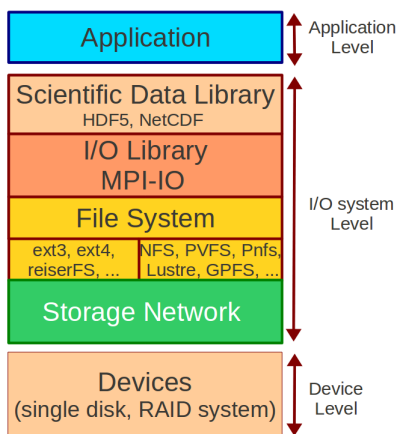 Application
Application
Level
Scientific Data Library
HDF5, NetCDF
I/O Library
MPI-IO
File System
ext3, ext4,
reiserFS, ...
NFS, PVFS, Pnfs,
Lustre, GPFS, ...
Storage Network
I/O system
Level
Devices
(single disk, RAID system)
Device
Level